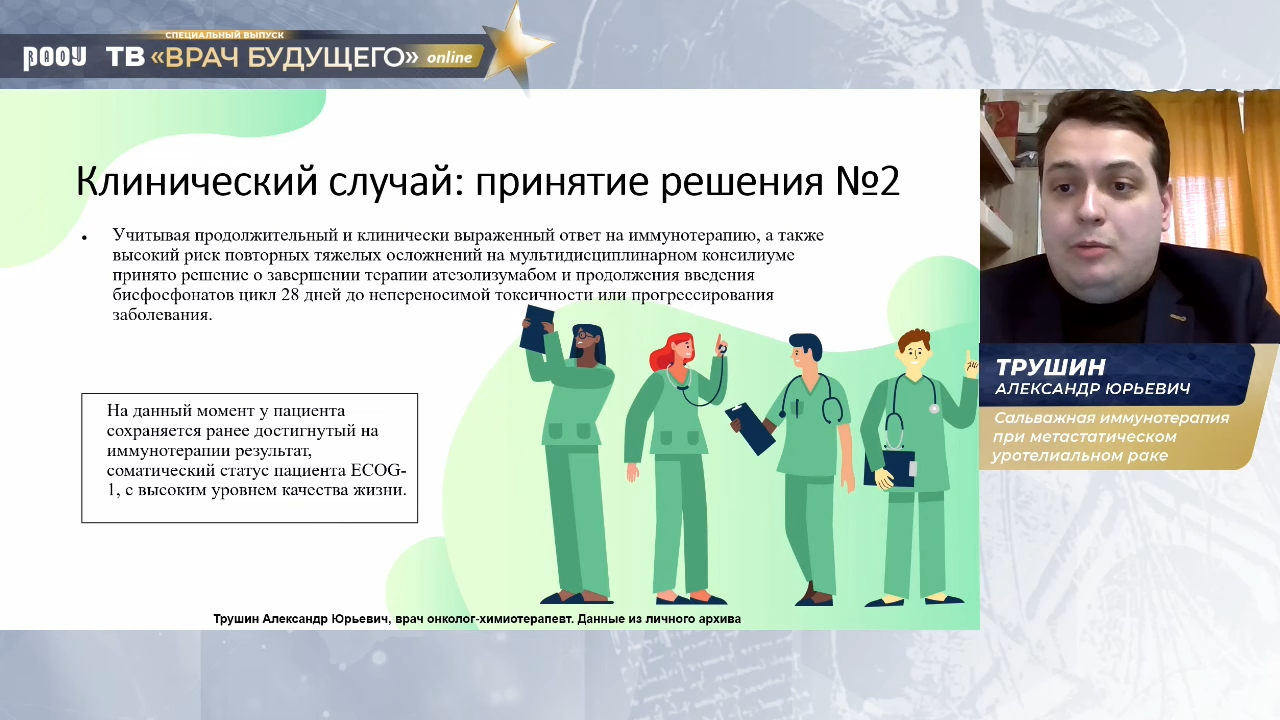 СПЕЦИАЛЬНЫЙ ВЫПУСК
РООУ ТВ «ВРАЧ БУДУЩЕГО» online
Клинический случай: принятие решения №2
• Учитывая продолжительный и клинически выраженный ответ на иммунотерапию, а также
высокий риск повторных тяжелых осложнений на мультидисциплинарном консилиуме
принято решение о завершении терапии атезолизумабом и продолжения введения
бисфосфонатов цикл 28 дней до непереносимой токсичности или прогрессирования
заболевания.
На данный момент у пациента
сохраняется ранее достигнутый на
иммунотерапии результат,
соматический статус пациента ECOG-
1, с высоким уровнем качества жизни.
Трушин Александр Юрьевич, врач онколог-химиотерапевт. Данные из личного архива
ТРУШИН
АЛЕКСАНДР ЮРЬЕВИЧ
Сальважная иммунотерапия
при метастатическом
уротелиальном раке